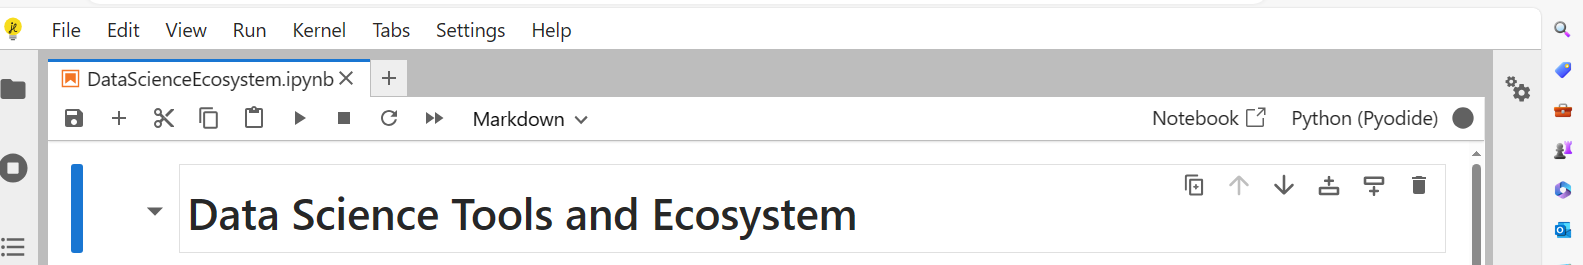 File Edit View Run Kernel Tabs Settings Help
DataScienceEcosystem.ipynb
Markdown Notebook Python (Pyodide)
Data Science Tools and Ecosystem